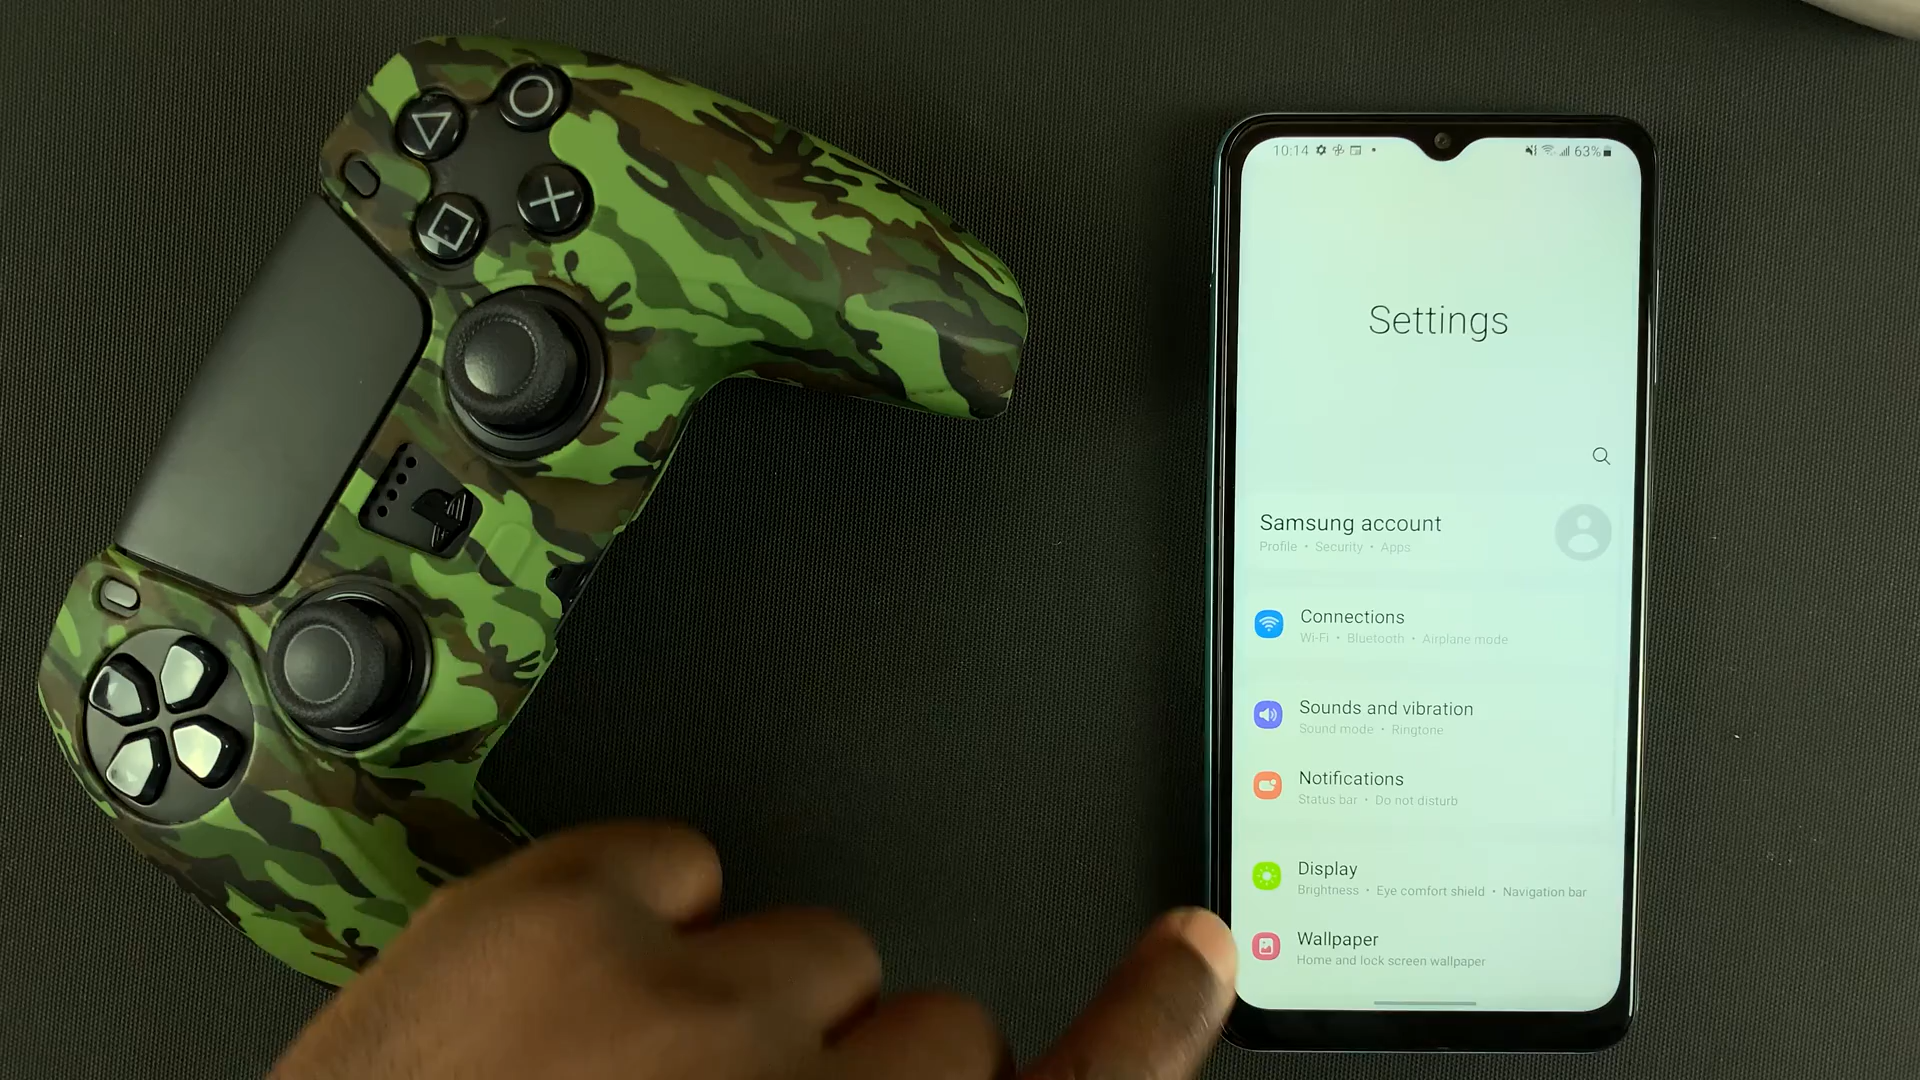 10:14
63%
Settings
Samsung account
Profile • Security • Apps
Connections
Wi-Fi • Bluetooth • Airplane mode
Sounds and vibration
Sound mode • Ringtone
Notifications
Status bar • Do not disturb
Display
Brightness • Eye comfort shield • Navigation bar
Wallpaper
Home and lock screen wallpaper